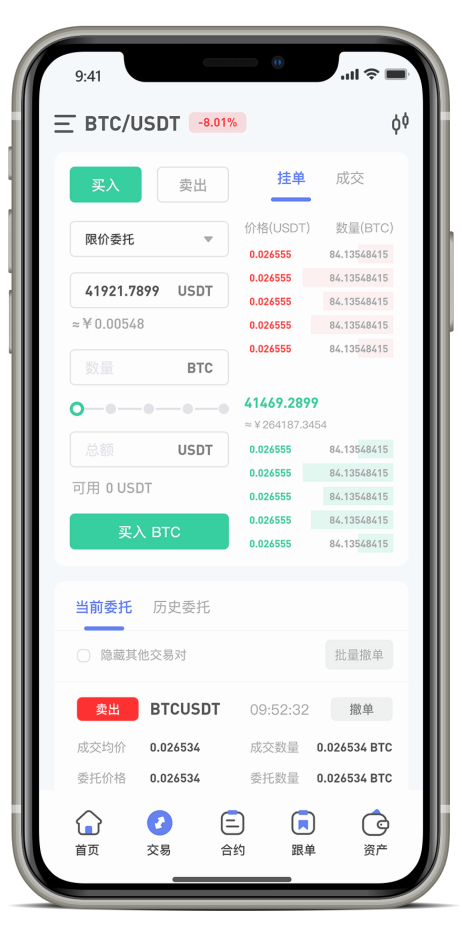 9:41
BTC/USDT -8.01%
买入 卖出
限价委托
41921.7899 USDT
≈￥0.00548
数量 BTC
总额 USDT
可用 0 USDT
买入 BTC
挂单 成交
价格(USDT) 数量(BTC)
0.026555 84.13548415
0.026555 84.13548415
0.026555 84.13548415
0.026555 84.13548415
0.026555 84.13548415
41469.2899
≈￥264187.3454
0.026555 84.13548415
0.026555 84.13548415
0.026555 84.13548415
0.026555 84.13548415
0.026555 84.13548415
当前委托 历史委托
隐藏其他交易对 批量撤单
卖出 BTCUSDT 09:52:32 撤单
成交均价 0.026534 成交数量 0.026534 BTC
委托价格 0.026534 委托数量 0.026534 BTC
首页 交易 合约 跟单 资产